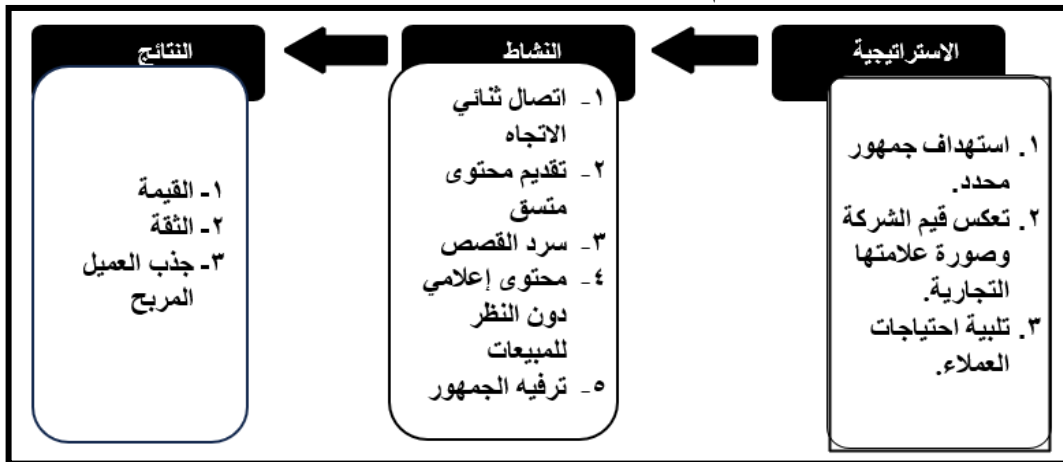 الاستراتيجية
١. استهداف جمهور
محدد.
٢. تعكس قيم الشركة
وصورة علامتها
التجارية.
٣. تلبية احتياجات
العملاء.
النشاط
١- اتصال ثنائي
الاتجاه
٢- تقديم محتوى
متسق
٣- سرد القصص
٤- محتوى إعلامي
دون النظر
للمبيعات
٥- ترفيه الجمهور
النتائج
١- القيمة
٢- الثقة
٣- جذب العميل
المربح